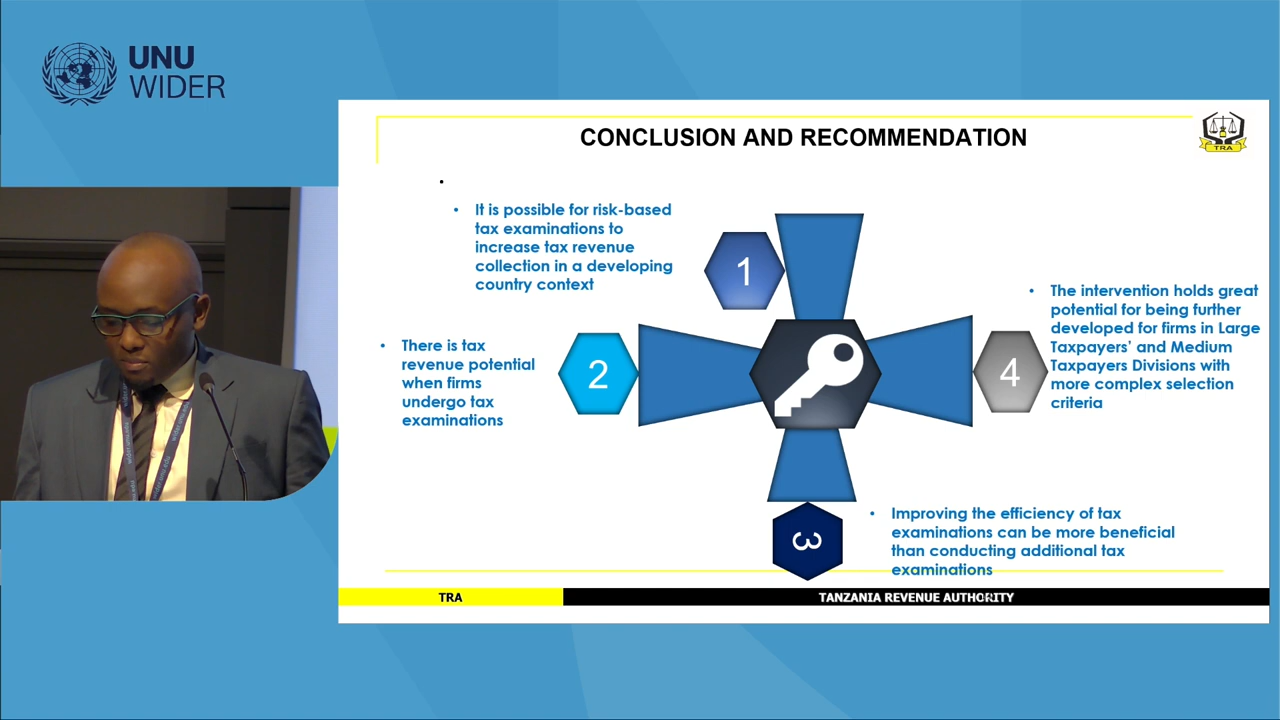 UNU
WIDER
CONCLUSION AND RECOMMENDATION
TRA
• It is possible for risk-based
tax examinations to
increase tax revenue
collection in a developing
country context
1
• There is tax
revenue potential
when firms
undergo tax
examinations
2
• The intervention holds great
potential for being further
developed for firms in Large
Taxpayers' and Medium
Taxpayers Divisions with
more complex selection
criteria
4
3
• Improving the efficiency of tax
examinations can be more beneficial
than conducting additional tax
examinations
TRA
TANZANIA REVENUE AUTHORITY
wider.unu.edu